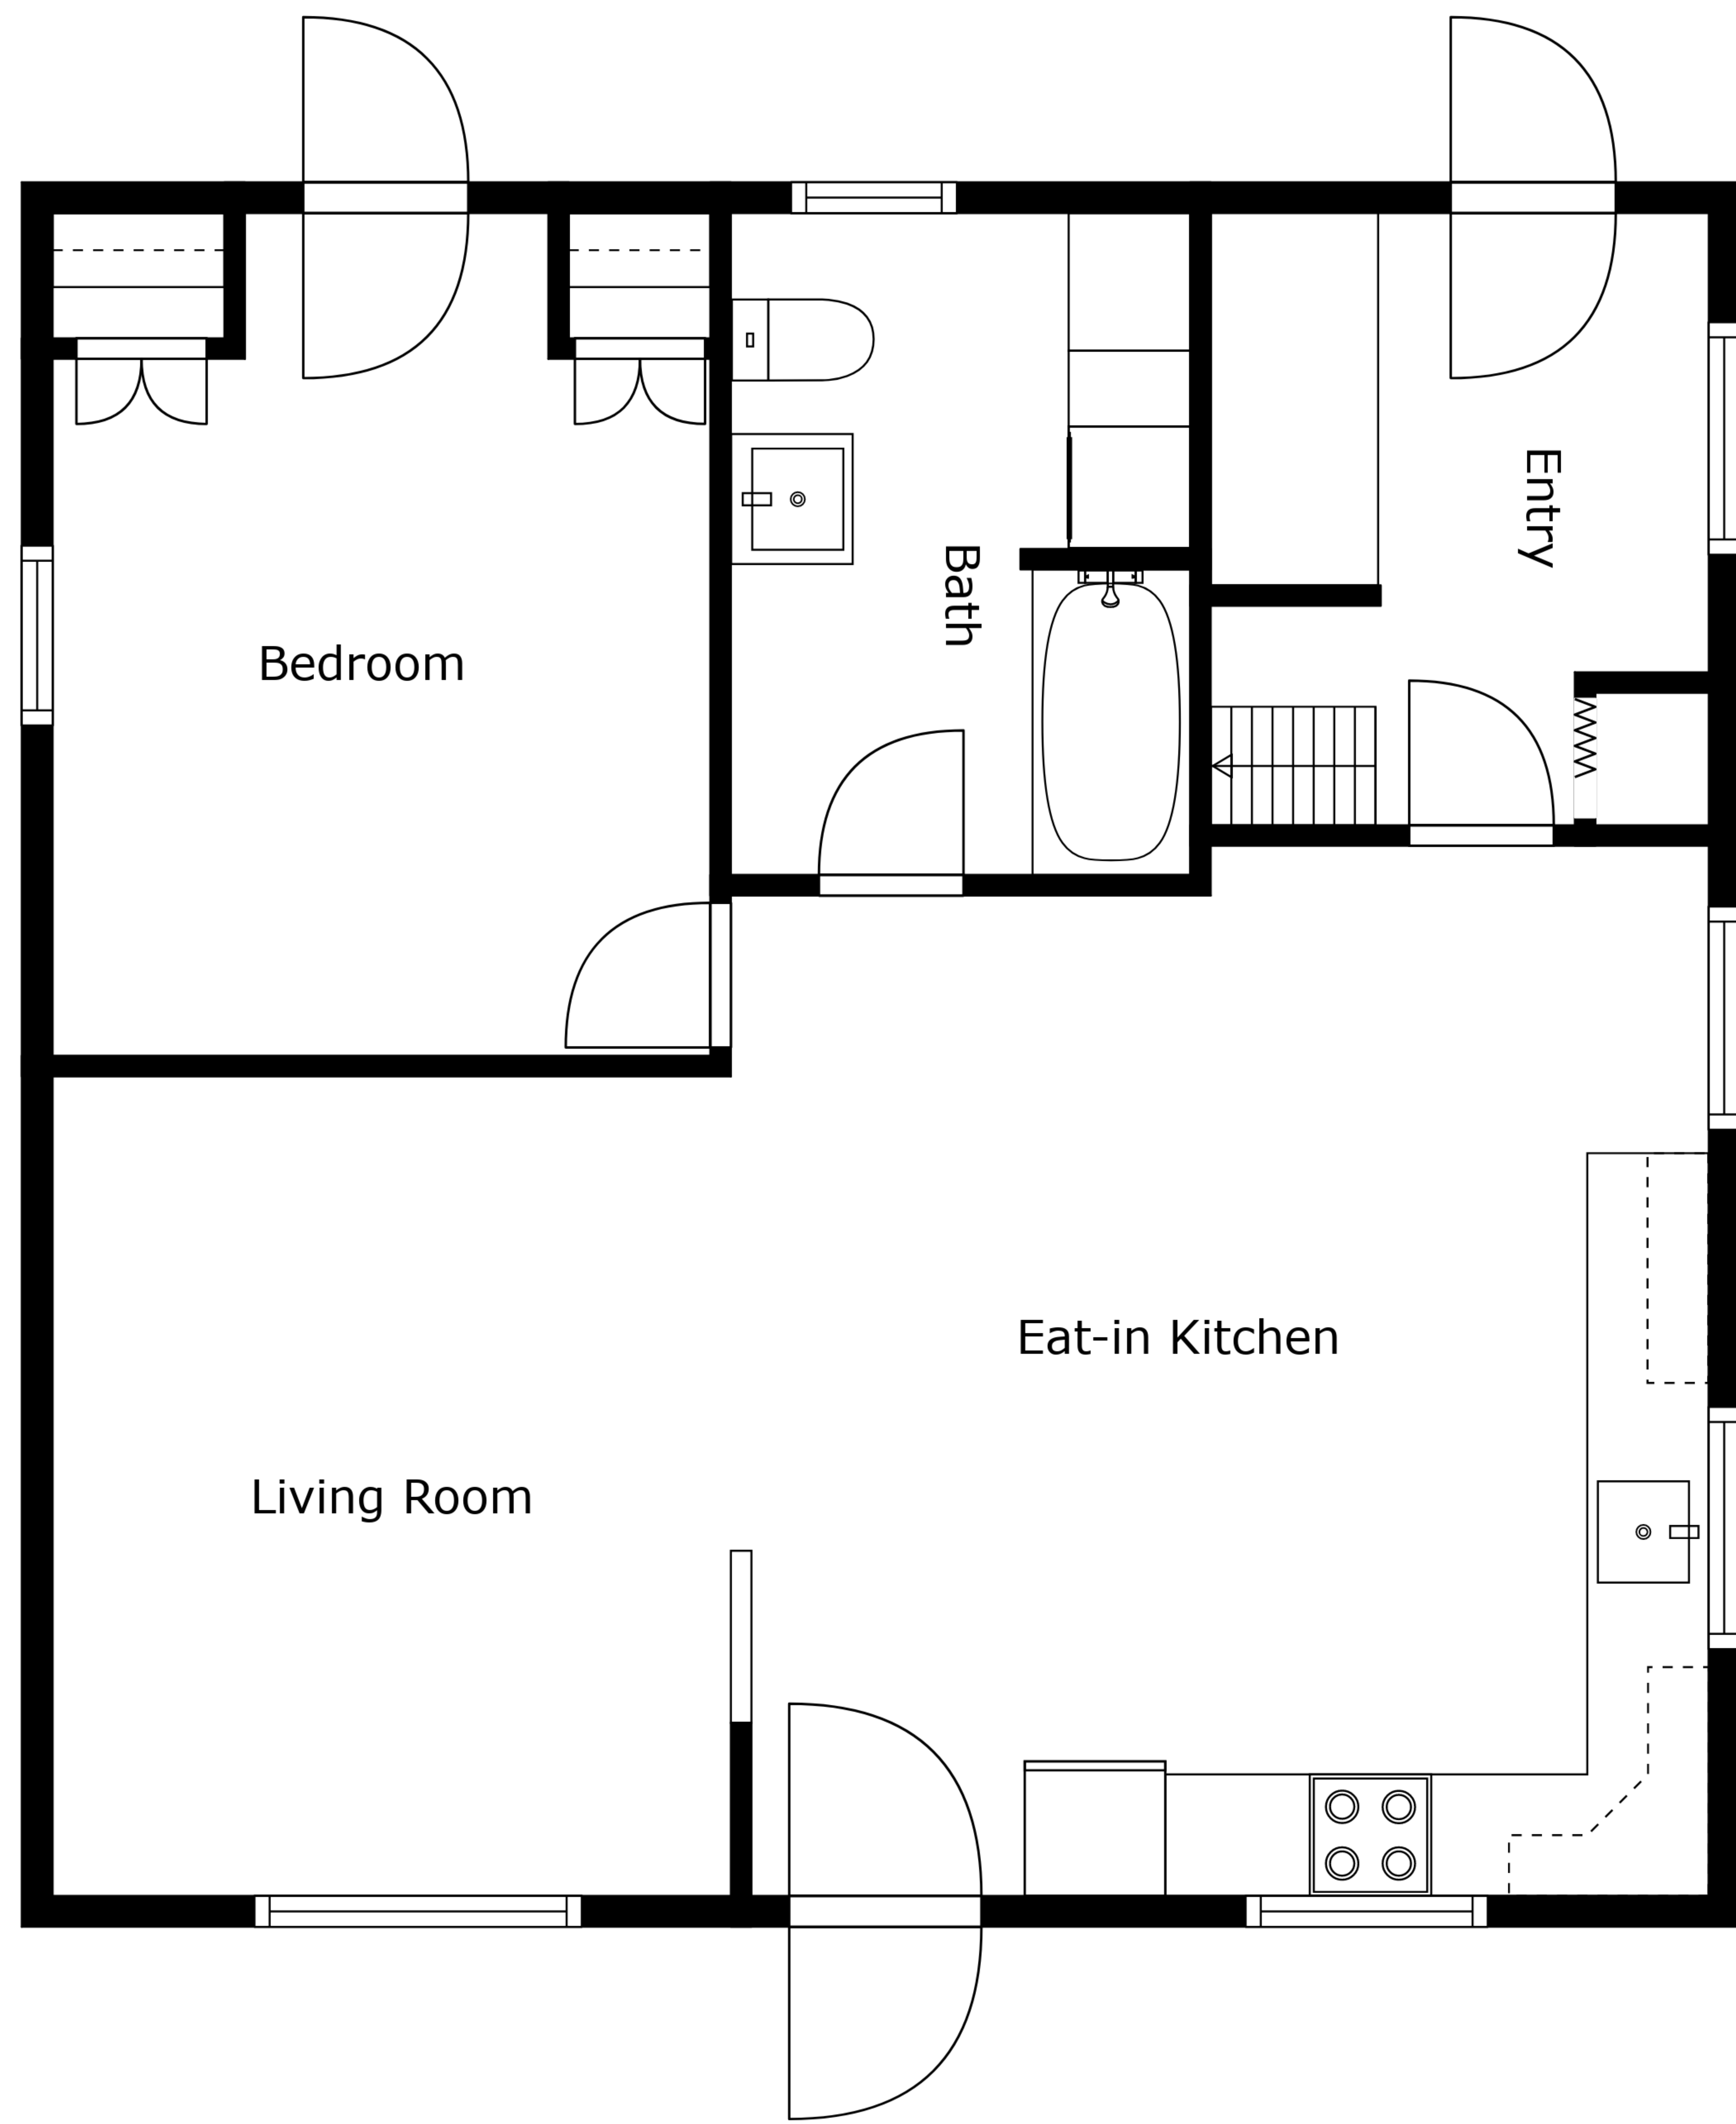 Entry
Bath
Bedroom
Eat-in Kitchen
Living Room